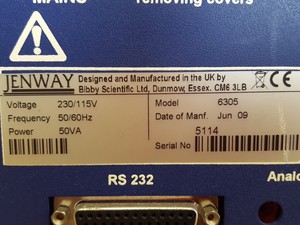 MAINS removing covers
JENWAY Designed and Manufactured in the UK by
Bibby Scientific Ltd, Dunmow, Essex. CM6 3LB CE
Voltage 230/115V Model 6305
Frequency 50/60Hz Date of Manf. Jun 09
Power 50VA 5114
Serial No
RS 232 Analo